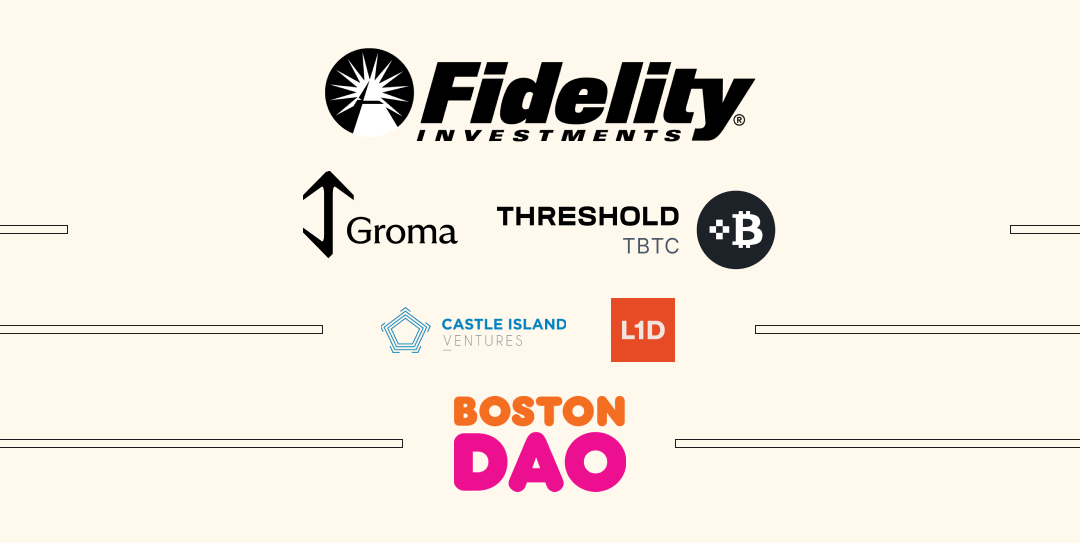 Fidelity
INVESTMENTS®
Groma
THRESHOLD
TBTC
CASTLE ISLAND
VENTURES
L1D
BOSTON
DAO